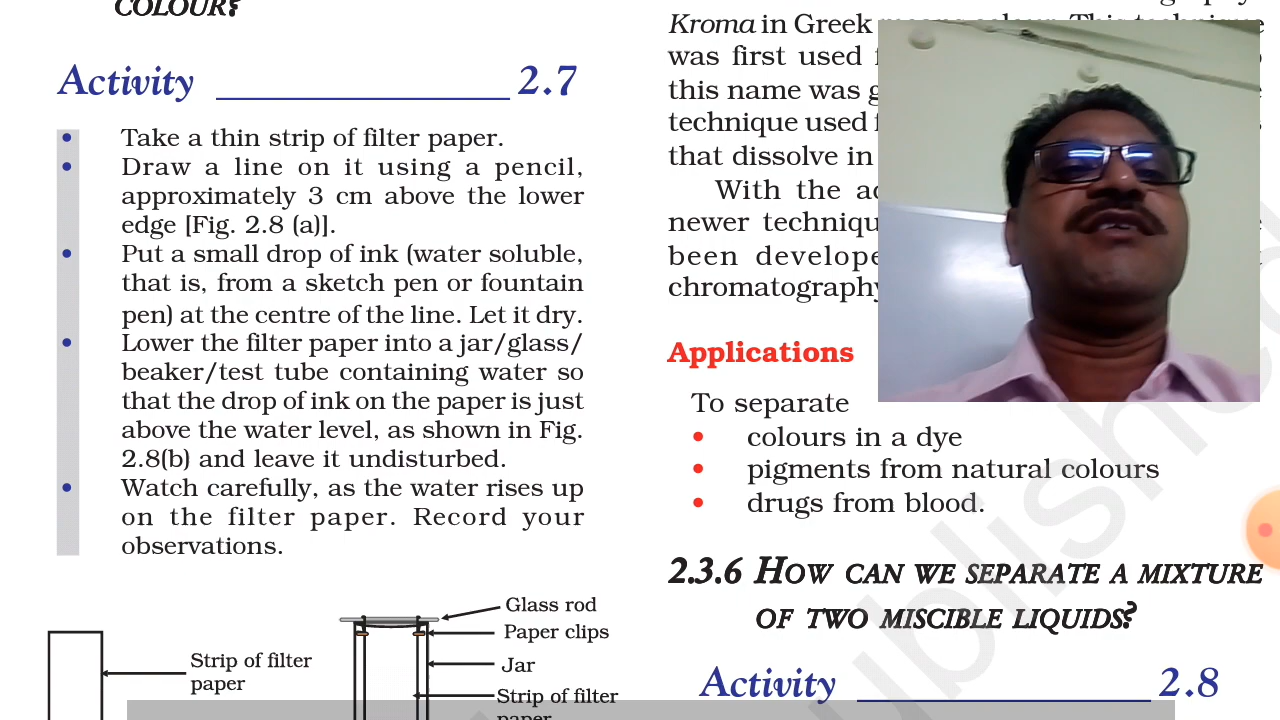 COLOUR?
Activity 2.7
• Take a thin strip of filter paper.
• Draw a line on it using a pencil,
approximately 3 cm above the lower
edge [Fig. 2.8 (a)].
• Put a small drop of ink (water soluble,
that is, from a sketch pen or fountain
pen) at the centre of the line. Let it dry.
• Lower the filter paper into a jar/glass/
beaker/test tube containing water so
that the drop of ink on the paper is just
above the water level, as shown in Fig.
2.8(b) and leave it undisturbed.
• Watch carefully, as the water rises up
on the filter paper. Record your
observations.
Glass rod
Paper clips
Jar
Strip of filter
paper
Strip of filter
paper
Kroma in Greek means colour. This technique
was first used
this name was
technique used
that dissolve in
With the
newer
been
chromatography
Applications
To separate
• colours in a dye
• pigments from natural colours
• drugs from blood.
2.3.6 HOW CAN WE SEPARATE A MIXTURE
OF TWO MISCIBLE LIQUIDS?
Activity 2.8